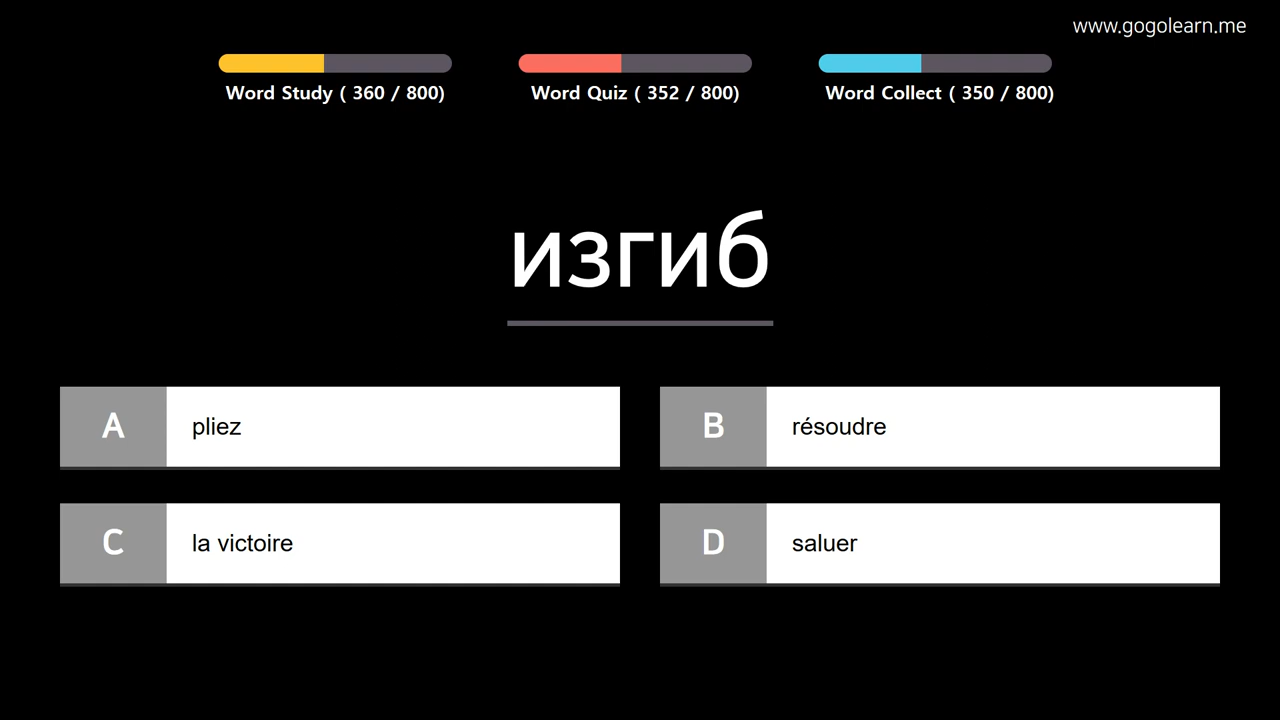 www.gogolearn.me
Word Study ( 360 / 800)
Word Quiz ( 352 / 800)
Word Collect ( 350 / 800)
изгиб
A pliez
B résoudre
C la victoire
D saluer